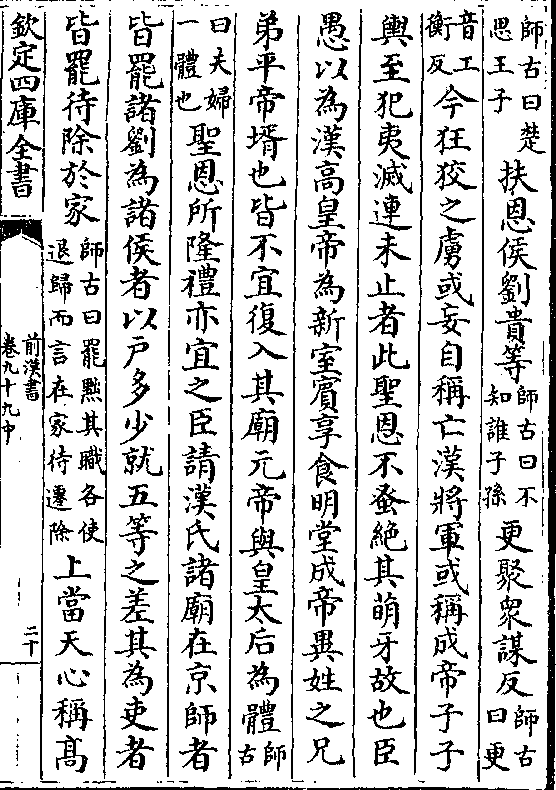 師古曰楚
思王子
扶恩侯劉貴等
師古曰不
知誰子孫
更聚衆謀反
師古
曰更
音工
衡反
今狂狡之虜或妄自稱亡漢將軍或稱成帝子子
輿至犯夷滅連未止者此聖恩不蚤絶其萌牙故也臣
愚以為漢高皇帝為新室賓享食明堂成帝異姓之兄
弟平帝壻也皆不宜復入其廟元帝與皇太后為體
師
古
曰夫婦
一體也
聖恩所隆禮亦宜之臣請漢氏諸廟在京師者
皆罷諸劉為諸侯者以戸多少就五等之差其為吏者
皆罷待除於家
師古曰罷黜其職各使
退歸而言在家待遷除
上當天心稱髙
欽定四庫全書
前漢書
卷九十九中
二十